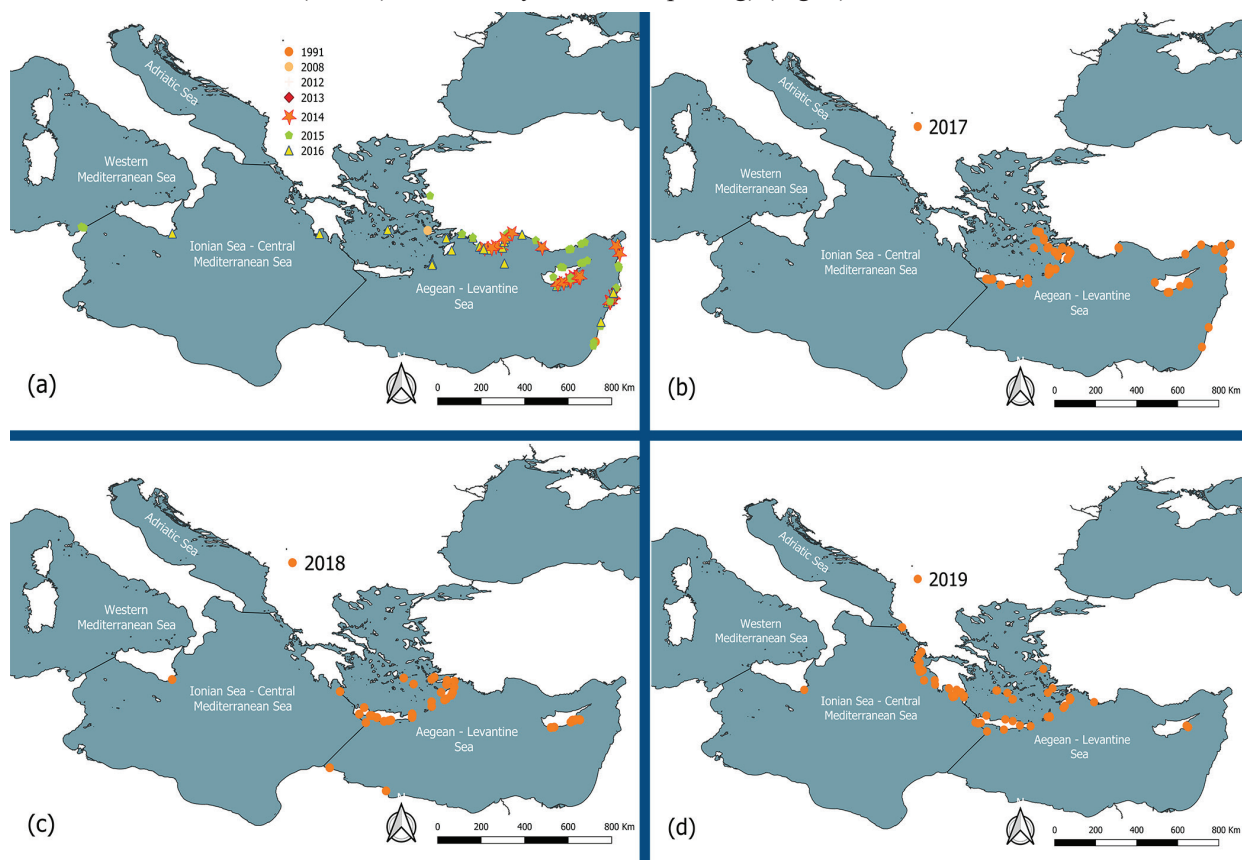 1991
2008
2012
2013
2014
2015
2016
Adriatic Sea
Western
Mediterranean Sea
Ionian Sea - Central
Mediterranean Sea
Aegean - Levantine
Sea
N
(a)
0 200 400 600 800 Km
2017
Adriatic Sea
Western
Mediterranean Sea
Ionian Sea - Central
Mediterranean Sea
Aegean - Levantine
Sea
N
(b)
0 200 400 600 800 Km
2018
Adriatic Sea
Western
Mediterranean Sea
Ionian Sea - Central
Mediterranean Sea
Aegean - Levantine
Sea
N
(c)
0 200 400 600 800 Km
2019
Adriatic Sea
Western
Mediterranean Sea
Ionian Sea - Central
Mediterranean Sea
Aegean - Levantine
Sea
N
(d)
0 200 400 600 800 Km